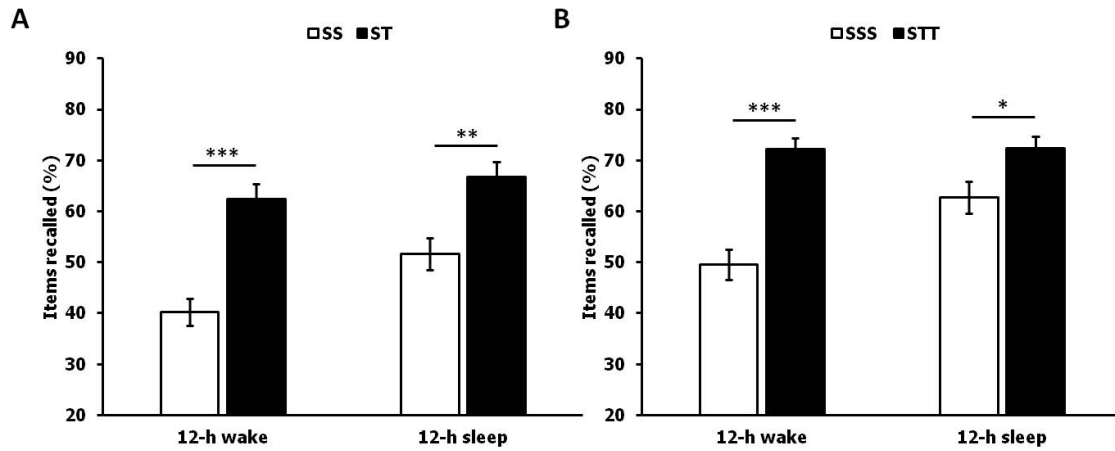 A
SS ST
Items recalled (%)
90
80
70
60
50
40
30
20
***
**
12-h wake
12-h sleep
B
SSS STT
Items recalled (%)
90
80
70
60
50
40
30
20
***
*
12-h wake
12-h sleep